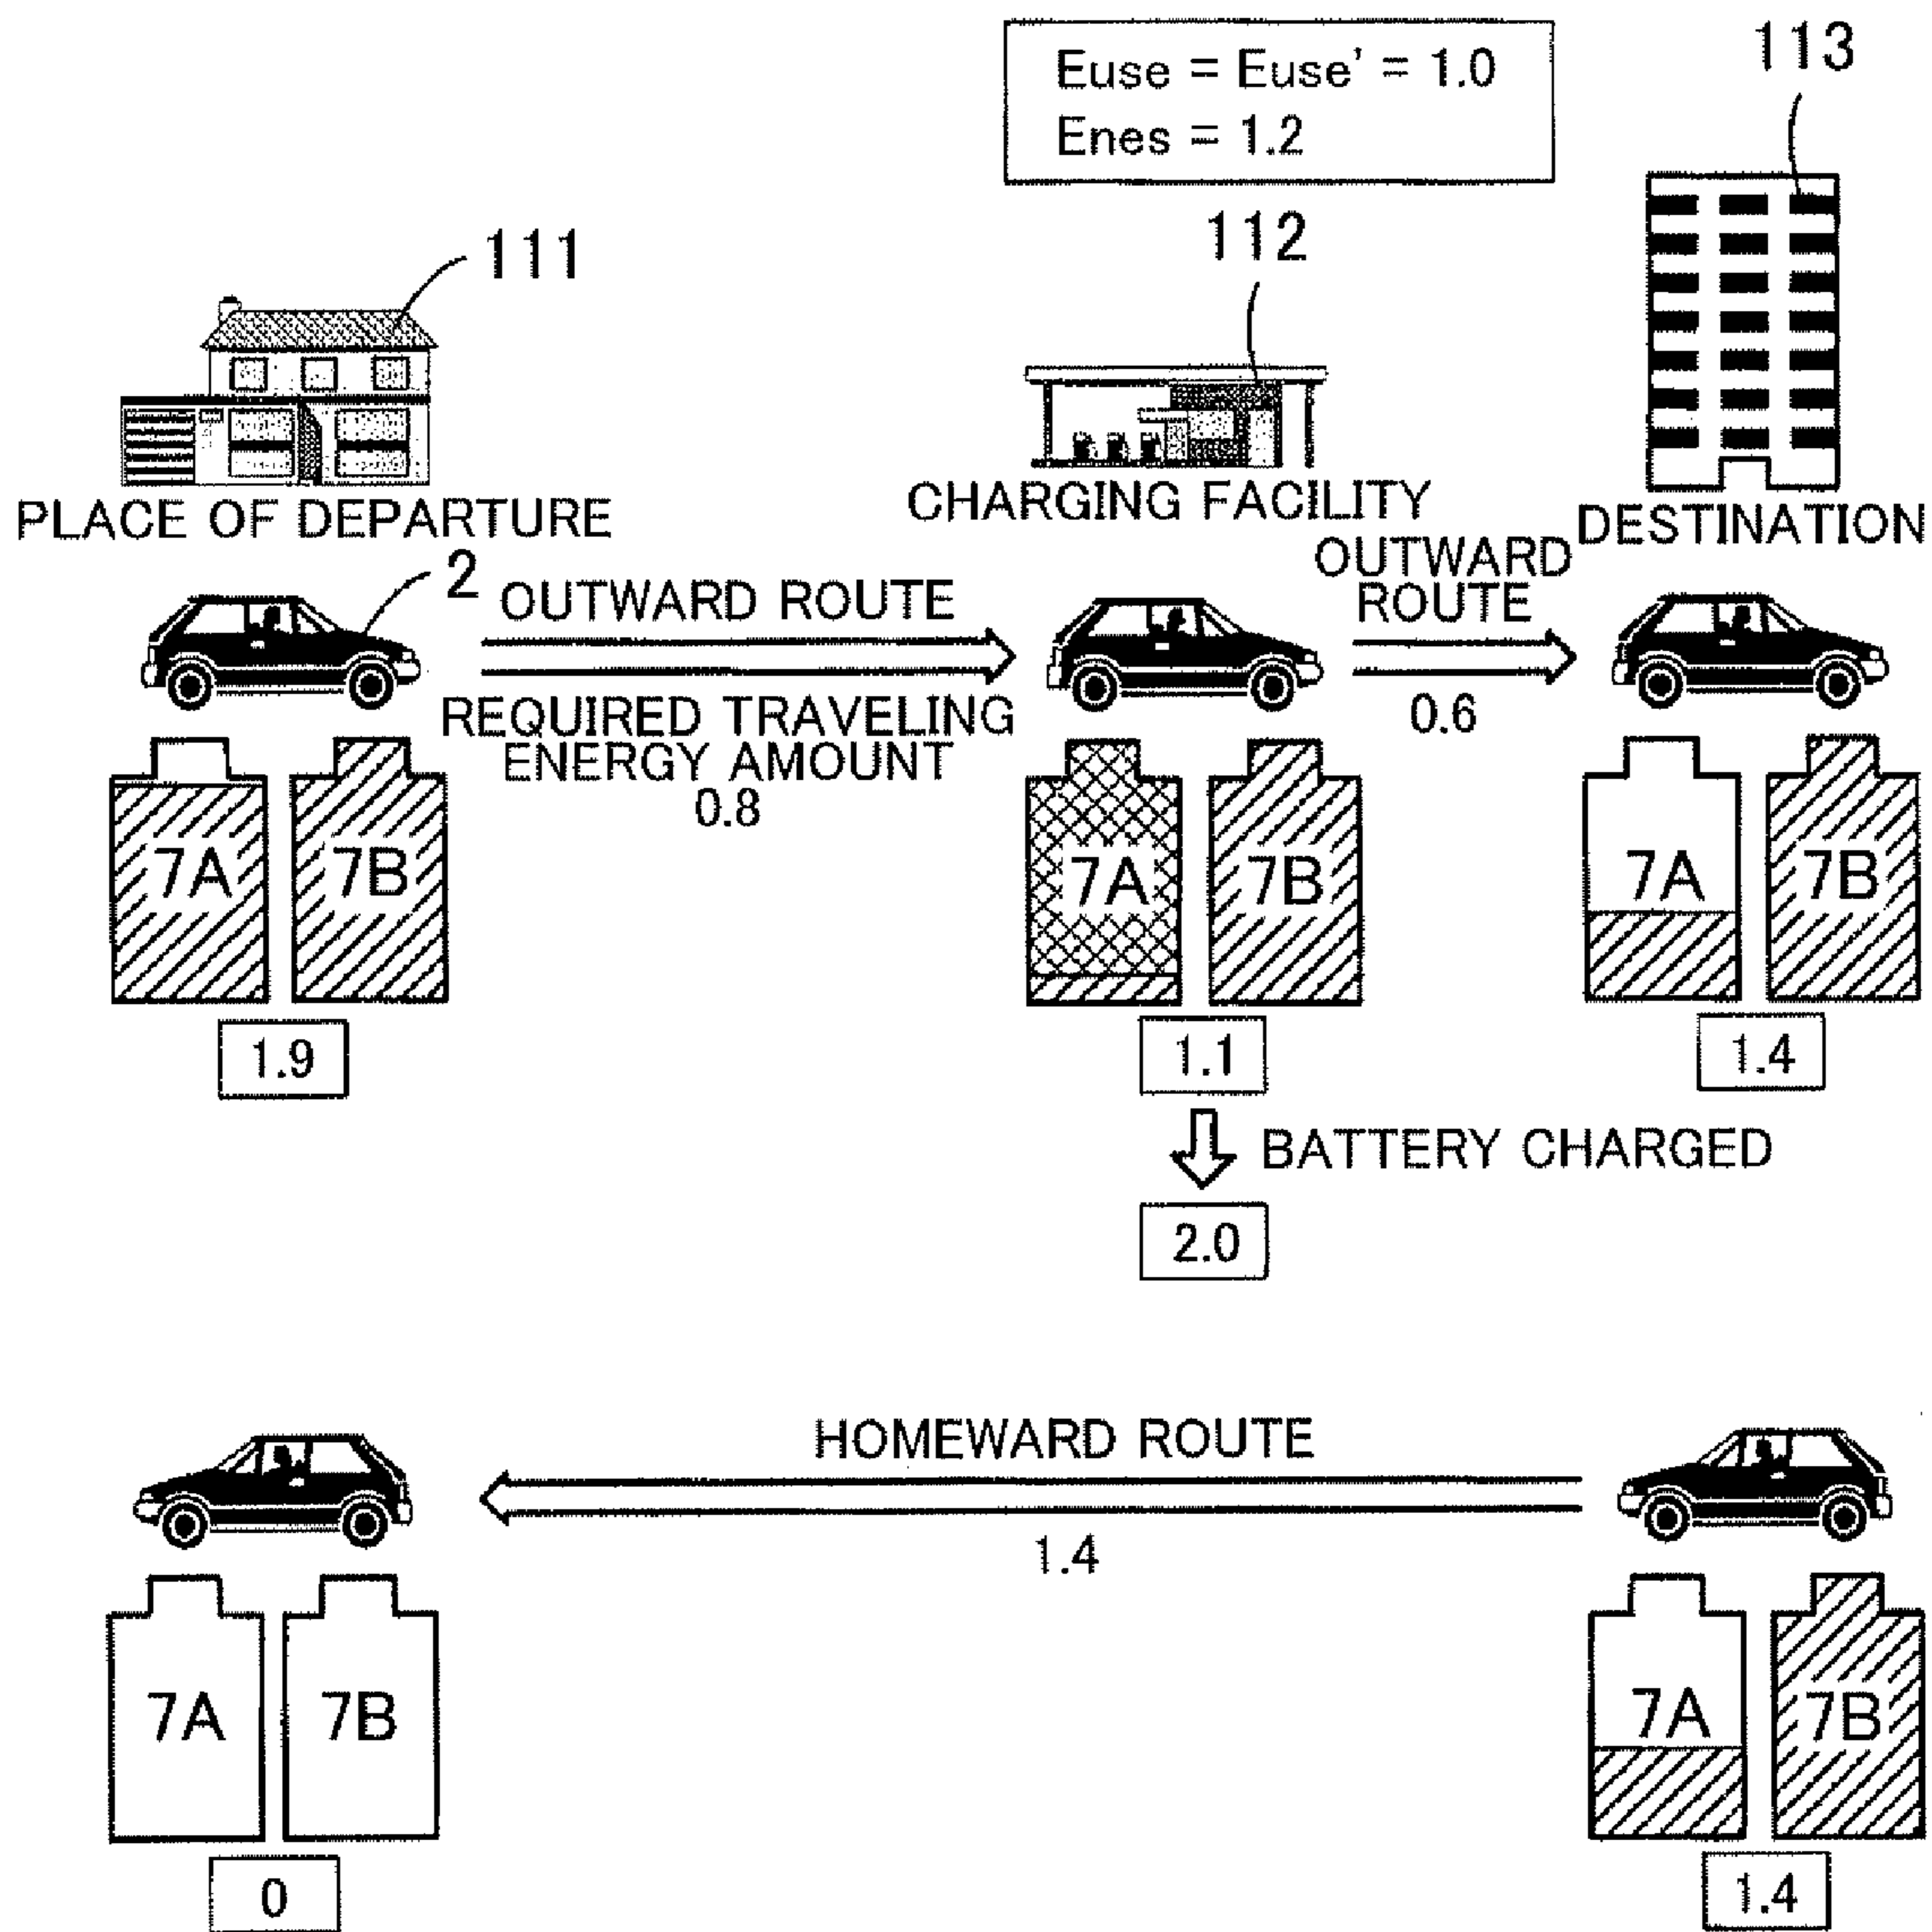 Euse = Euse' = 1.0
Enes = 1.2
113
111
112
PLACE OF DEPARTURE
CHARGING FACILITY
DESTINATION
2
OUTWARD ROUTE
OUTWARD
ROUTE
REQUIRED TRAVELING
ENERGY AMOUNT
0.8
0.6
7A
7B
7A
7B
7A
7B
1.9
1.1
1.4
BATTERY CHARGED
2.0
HOMEWARD ROUTE
1.4
7A
7B
7A
7B
0
1.4